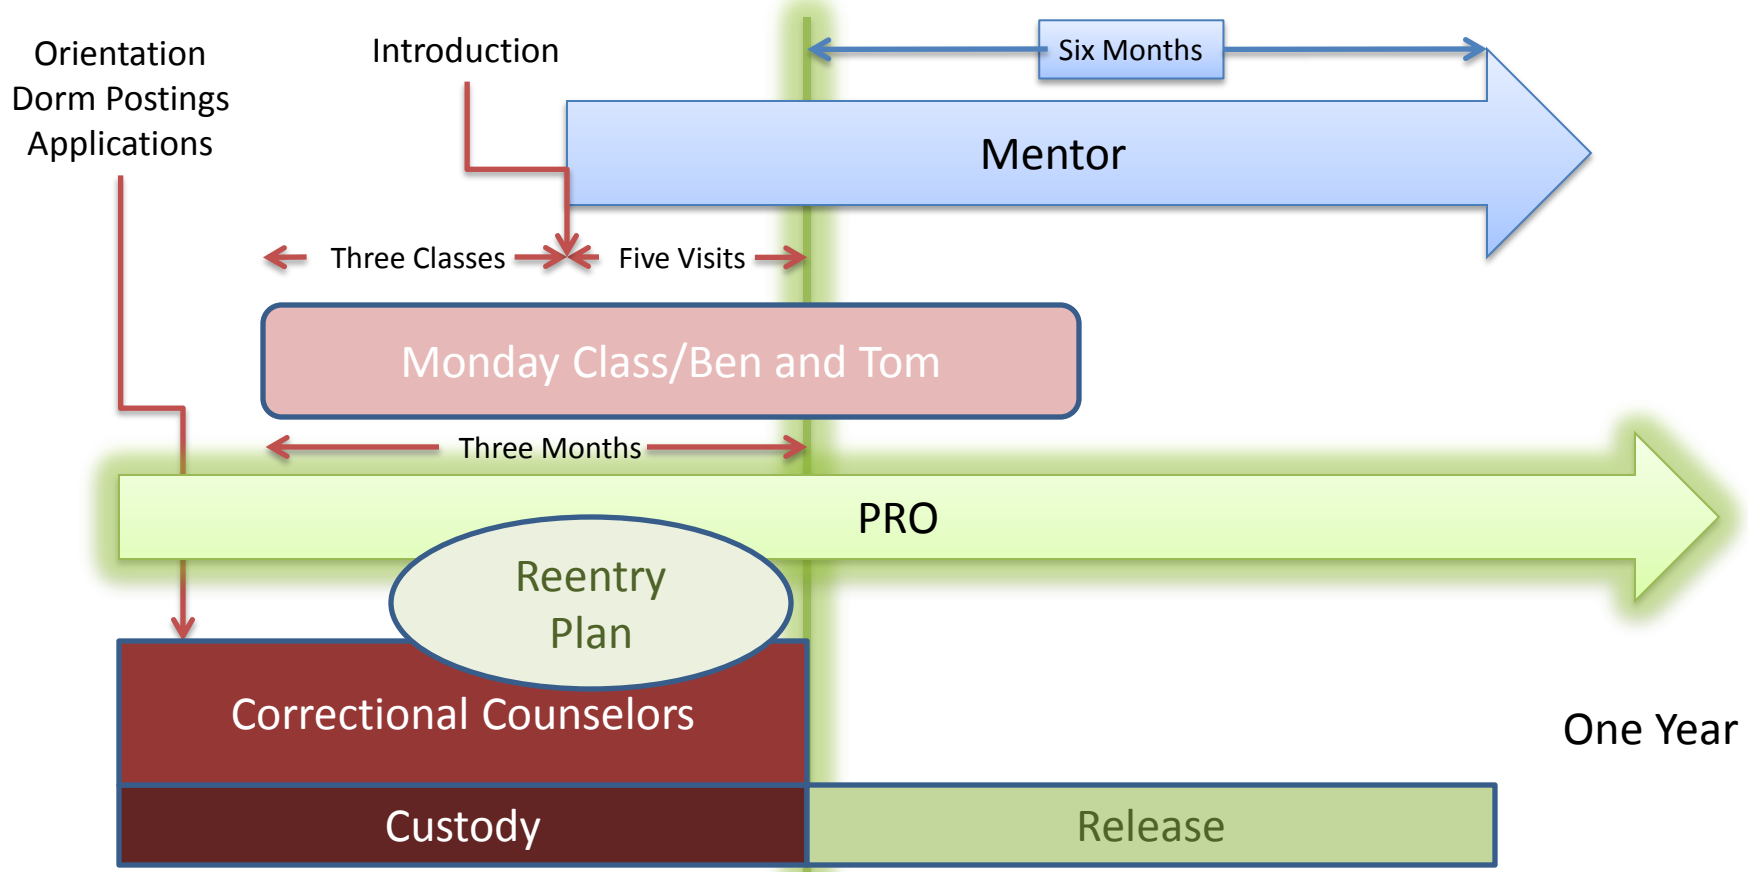 Orientation
Dorm Postings
Applications
Introduction
Six Months
Mentor
Three Classes
Five Visits
Monday Class/Ben and Tom
Three Months
PRO
Reentry
Plan
Correctional Counselors
One Year
Custody
Release